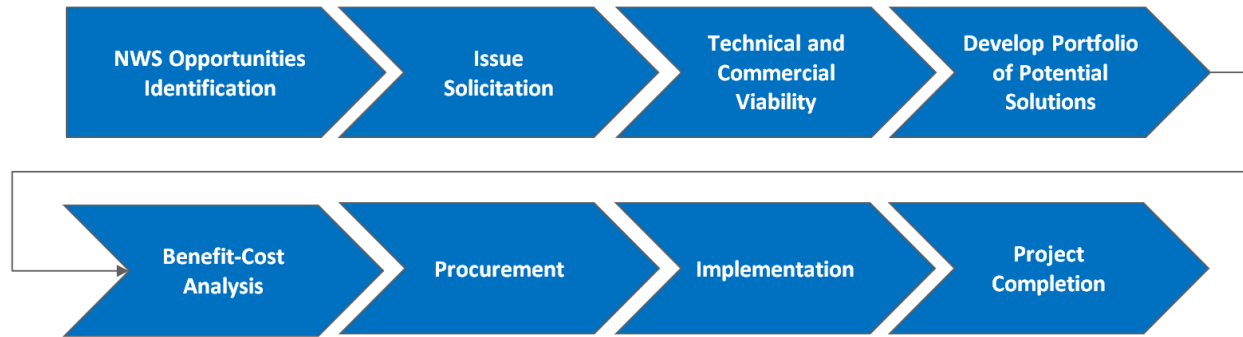 NWS Opportunities
Identification
Issue
Solicitation
Technical and
Commercial
Viability
Develop Portfolio
of Potential
Solutions
Benefit-Cost
Analysis
Procurement
Implementation
Project
Completion